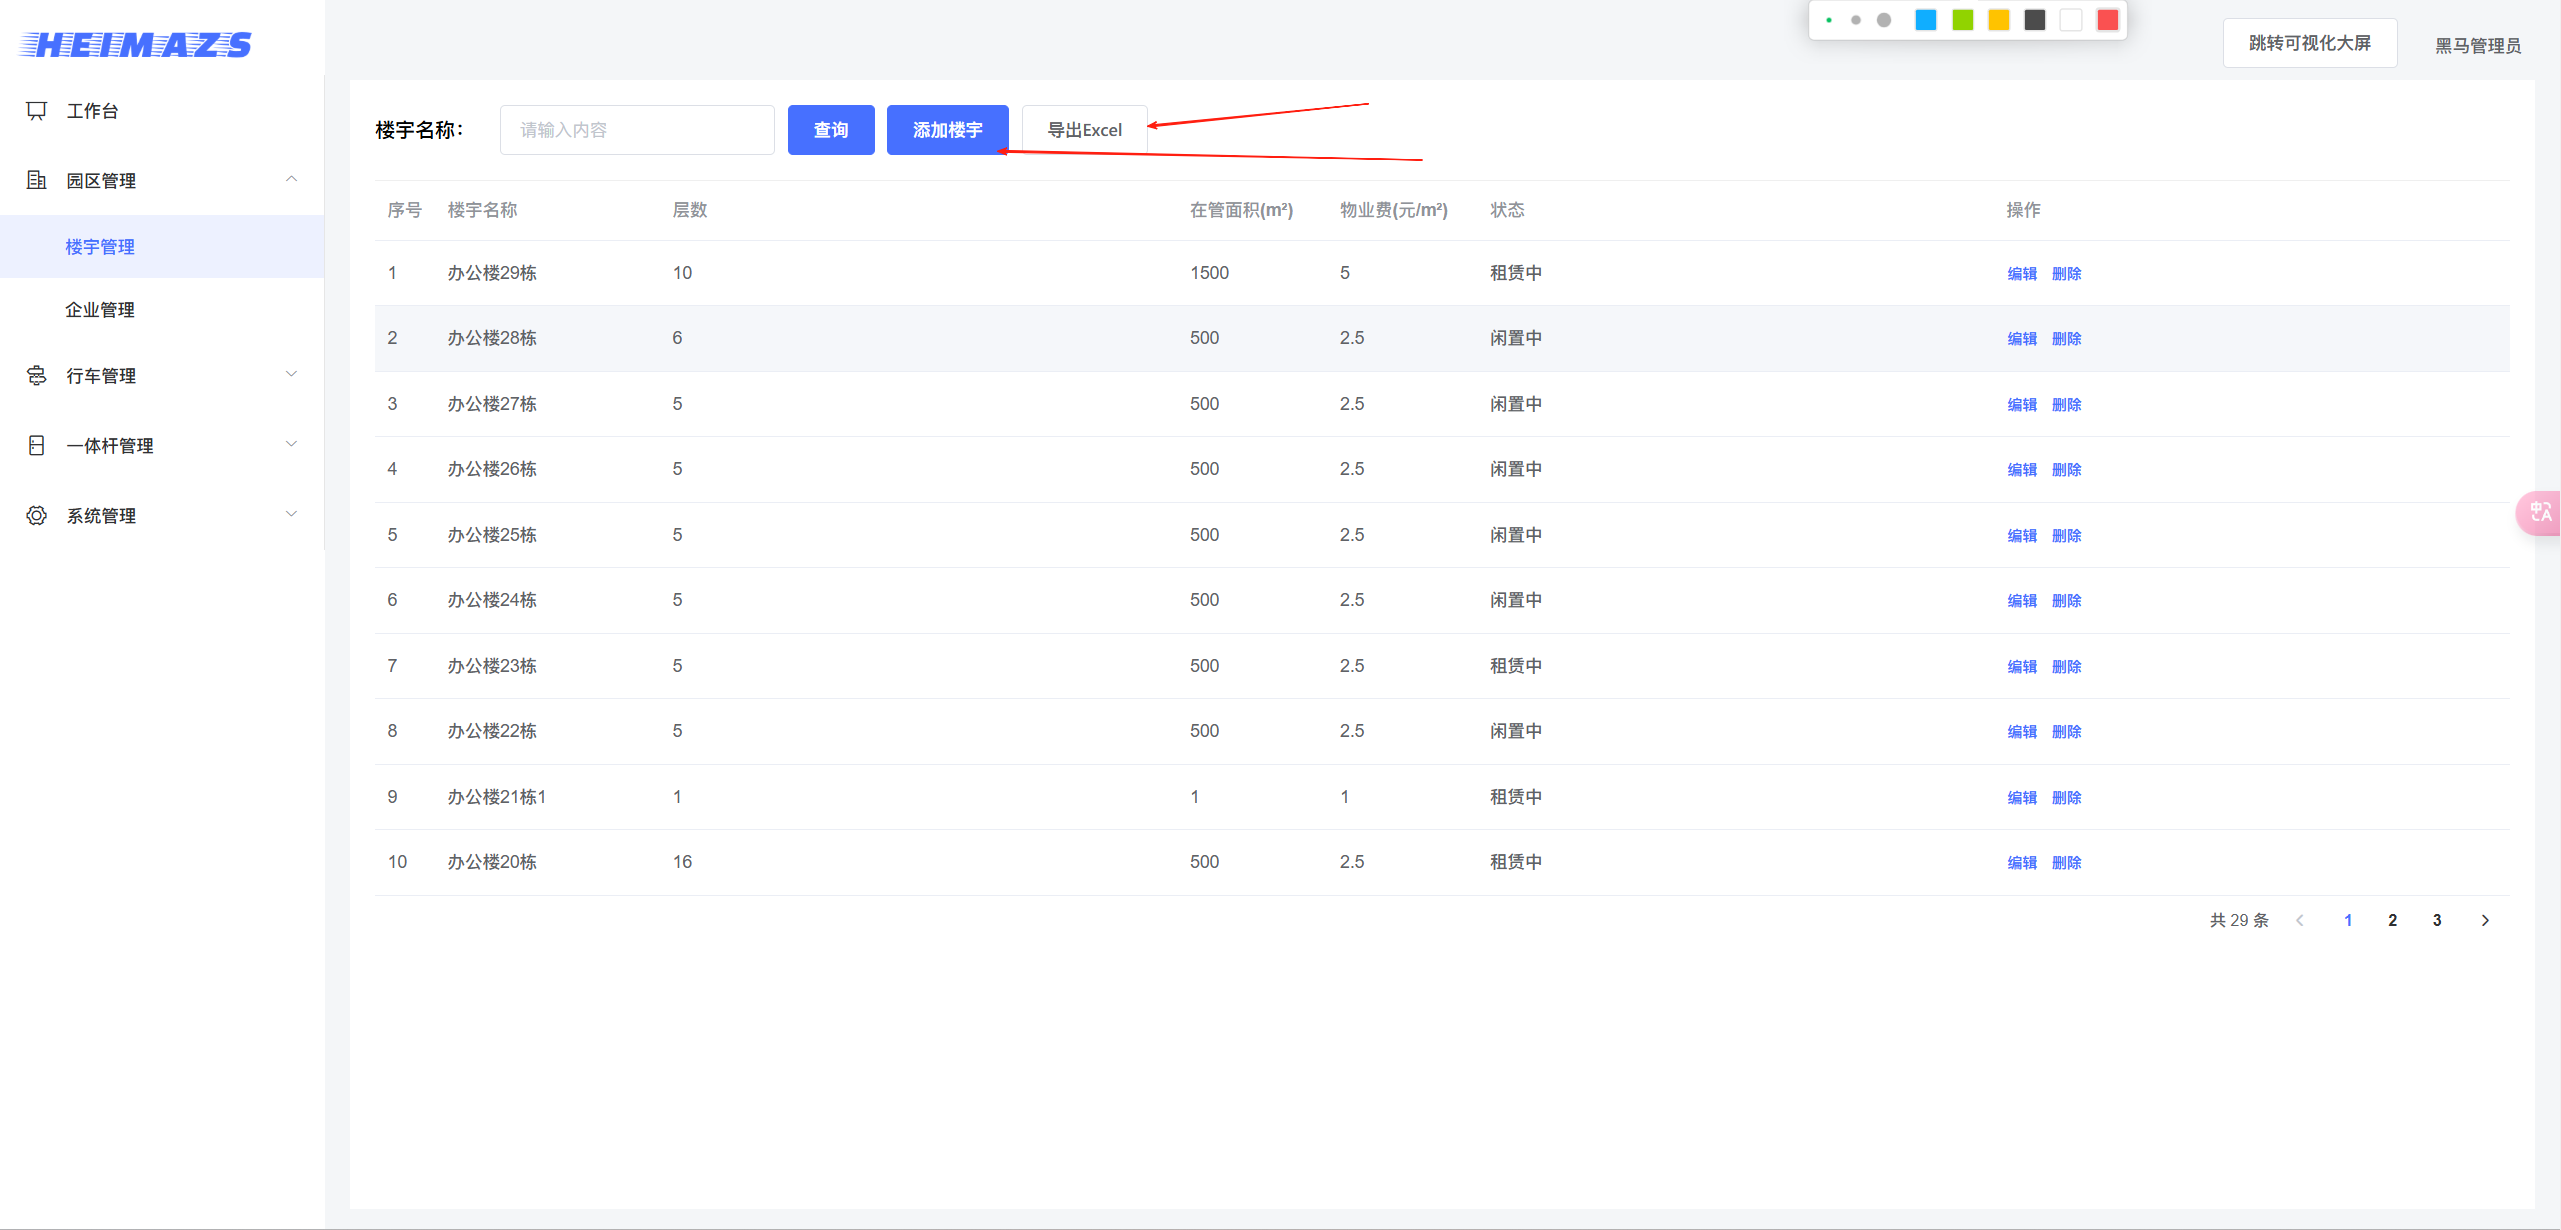 HEIMAZS
工作台
园区管理
楼宇管理
企业管理
行车管理
一体杆管理
系统管理
跳转可视化大屏 黑马管理员
楼宇名称： 请输入内容 查询 添加楼宇 导出Excel
序号 楼宇名称 层数 在管面积(m²) 物业费(元/m²) 状态 操作
1 办公楼29栋 10 1500 5 租赁中 编辑 删除
2 办公楼28栋 6 500 2.5 闲置中 编辑 删除
3 办公楼27栋 5 500 2.5 闲置中 编辑 删除
4 办公楼26栋 5 500 2.5 闲置中 编辑 删除
5 办公楼25栋 5 500 2.5 闲置中 编辑 删除
6 办公楼24栋 5 500 2.5 闲置中 编辑 删除
7 办公楼23栋 5 500 2.5 租赁中 编辑 删除
8 办公楼22栋 5 500 2.5 闲置中 编辑 删除
9 办公楼21栋1 1 1 1 租赁中 编辑 删除
10 办公楼20栋 16 500 2.5 租赁中 编辑 删除
共 29 条 1 2 3
中A